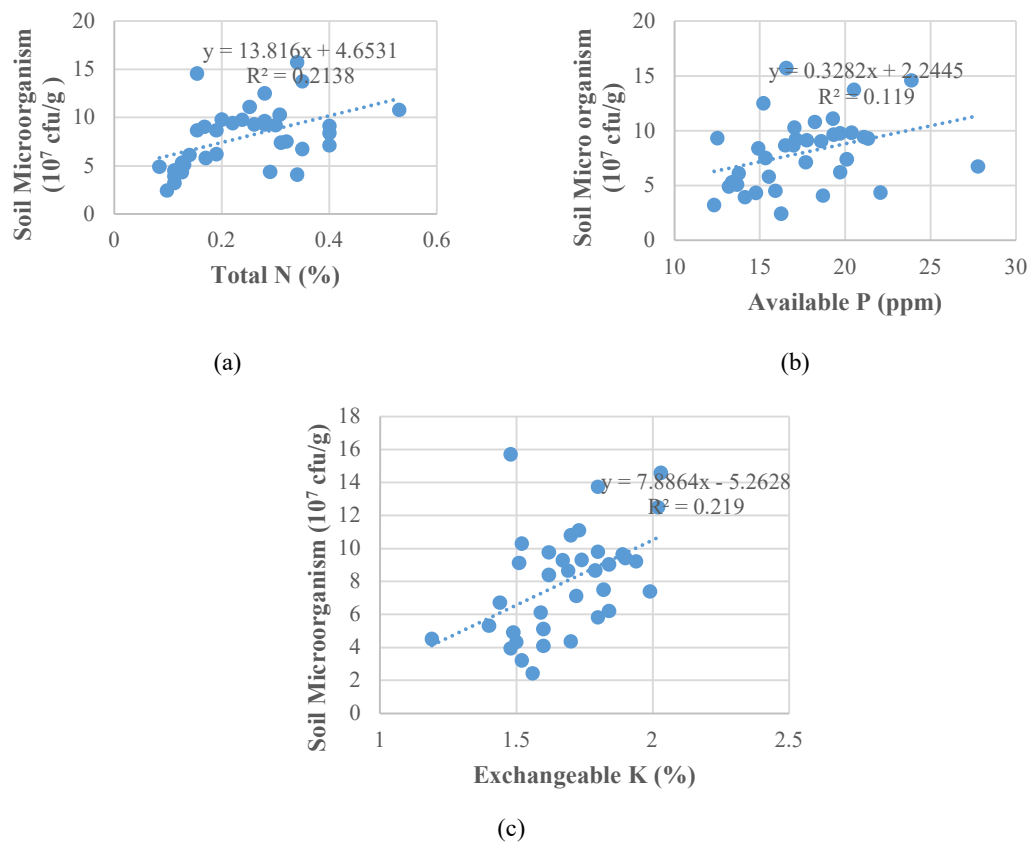 20
15
10
5
0
Soil Microorganism
(10⁷ cfu/g)
y = 13.816x + 4.6531
R² = 0.2138
0 0.2 0.4 0.6
Total N (%)
(a)
20
15
10
5
0
Soil Micro organism
(10⁷ cfu/g)
y = 0.3282x + 2.2445
R² = 0.119
10 15 20 25 30
Available P (ppm)
(b)
18
16
14
12
10
8
6
4
2
0
Soil Microorganism (10⁷ cfu/g)
y = 7.8864x - 5.2628
R² = 0.219
1 1.5 2 2.5
Exchangeable K (%)
(c)